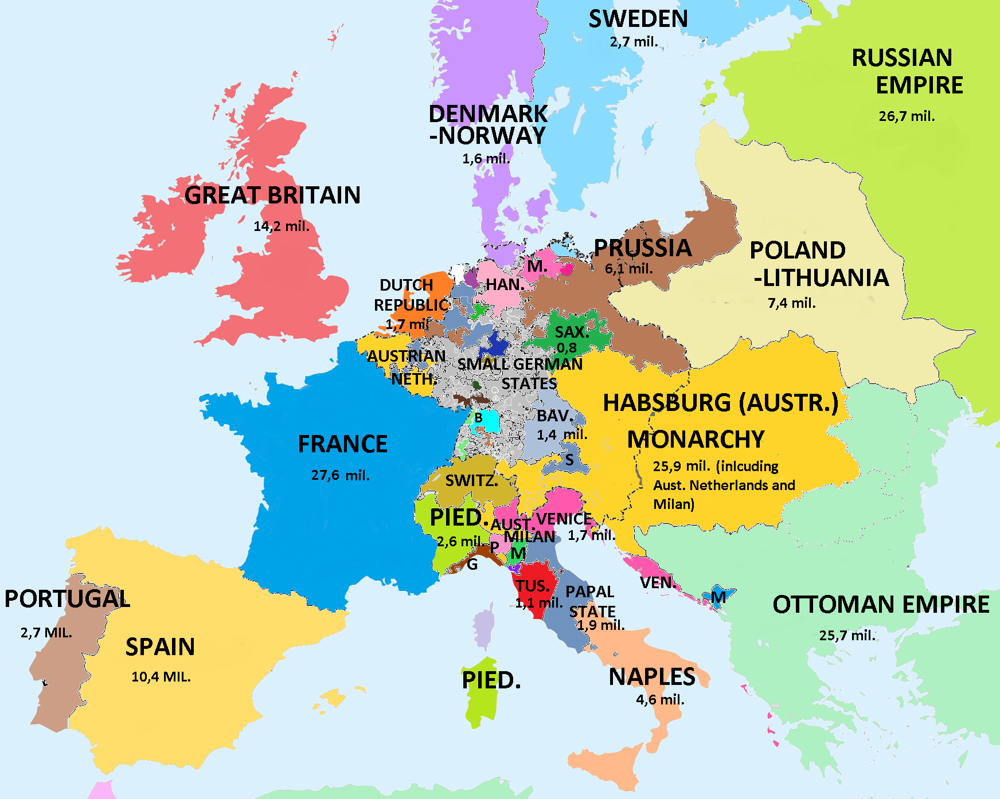 SWEDEN
2,7 mil.
RUSSIAN
EMPIRE
26,7 mil.
DENMARK
-NORWAY
1,6 mil.
GREAT BRITAIN
14,2 mil.
PRUSSIA
6,1 mil.
POLAND
-LITHUANIA
7,4 mil.
M.
HAN.
DUTCH
REPUBLIC
1,7 mil
SAX.
0,8
AUSTRIAN
NETH.
SMALL GERMAN
STATES
HABSBURG (AUSTR.)
MONARCHY
25,9 mil. (inlcuding
Aust. Netherlands and
Milan)
BAV.
1,4 mil.
B
S
FRANCE
27,6 mil.
SWITZ.
PIED.
2,6 mil.
AUST.
MILAN
VENICE
1,7 mil.
P
M
G
TUS.
1,1 mil.
PAPAL
STATE
1,9 mil.
VEN.
M
OTTOMAN EMPIRE
25,7 mil.
PORTUGAL
2,7 MIL.
SPAIN
10,4 MIL.
PIED.
NAPLES
4,6 mil.